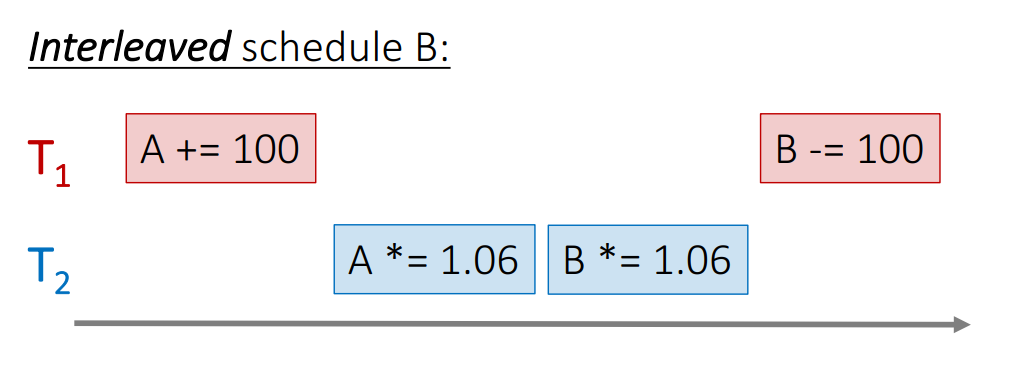 Interleaved schedule B:
T1 A += 100 B -= 100
T2 A *= 1.06 B *= 1.06